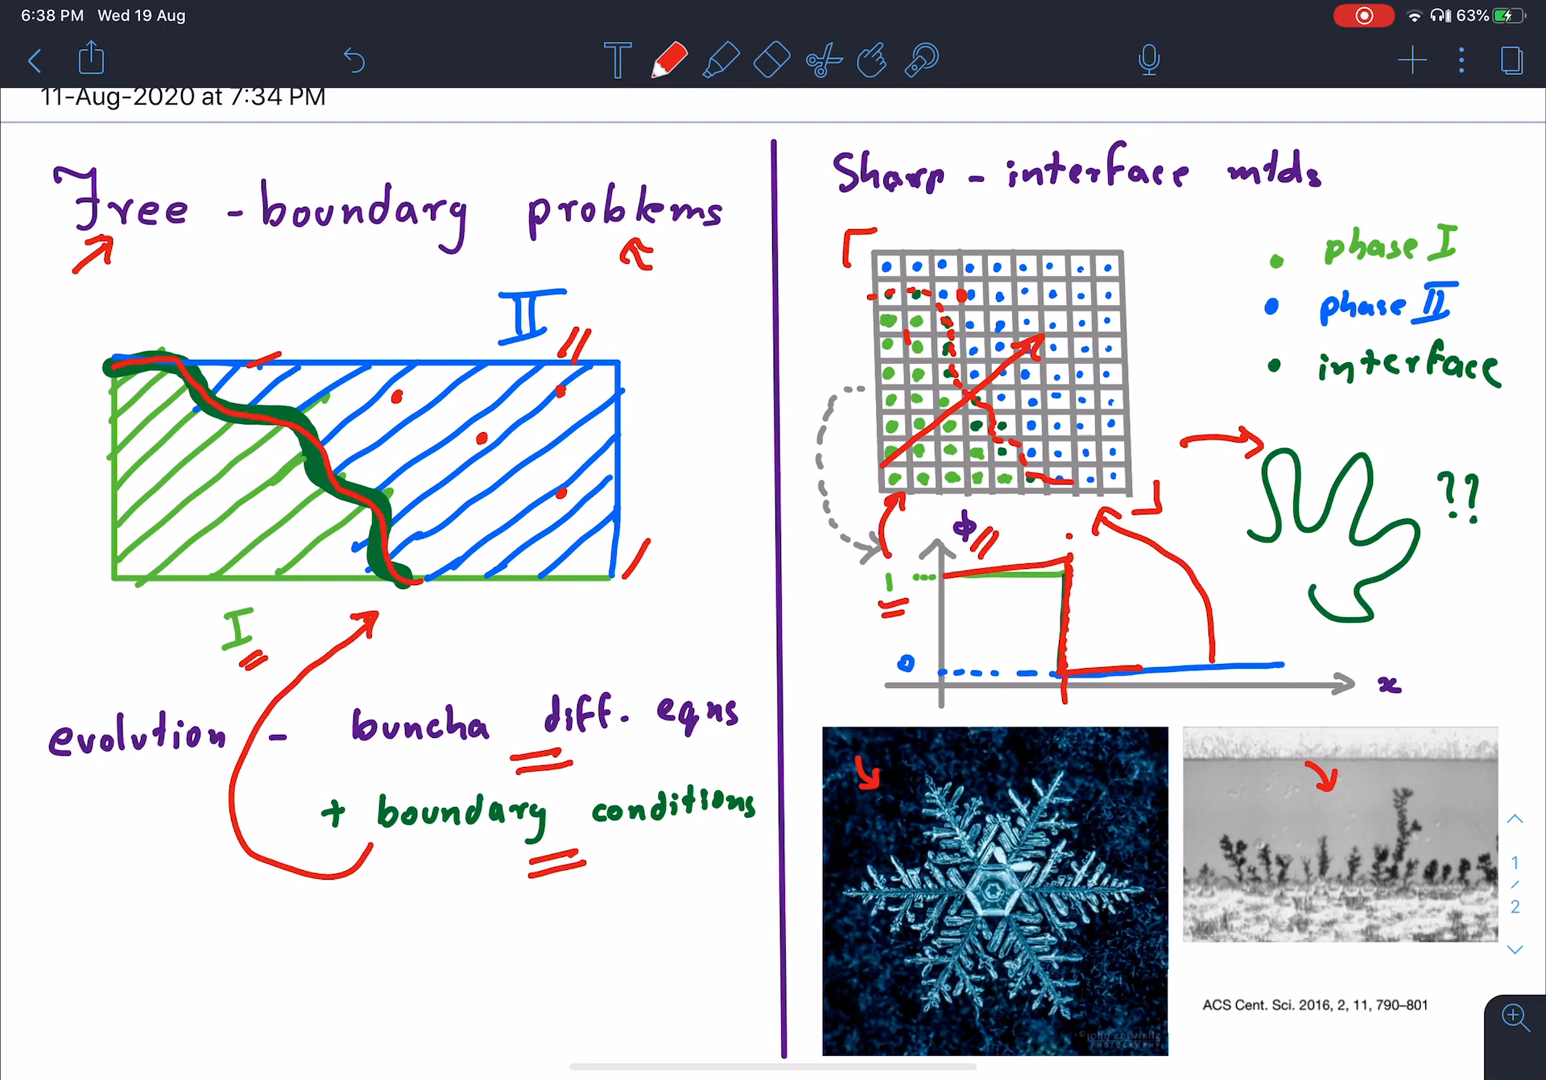 6:38 PM Wed 19 Aug
63%
T
11-Aug-2020 at 7:34 PM
Free - boundary problems
II
I
evolution - buncha diff. eqns
+ boundary conditions
Sharp - interface mtds
phase I
phase II
interface
??
ϕ
1
0
x
ACS Cent. Sci. 2016, 2, 11, 790–801
1
/
2